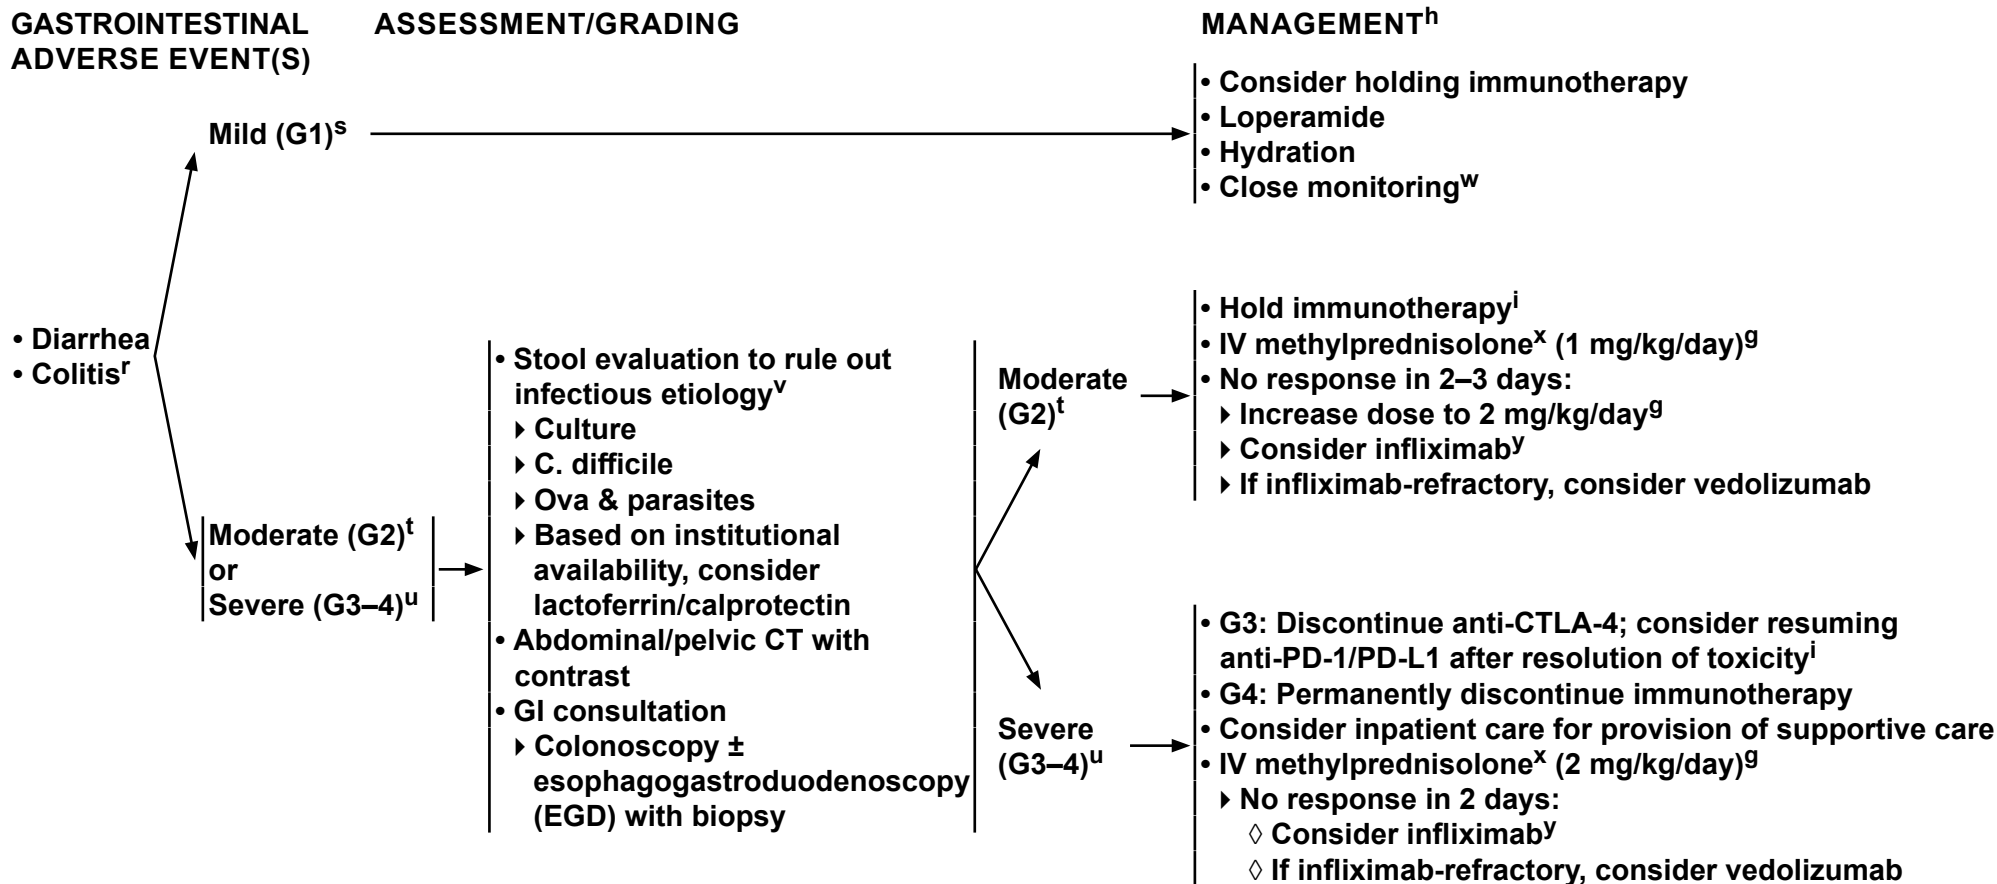 GASTROINTESTINAL
ADVERSE EVENT(S)
ASSESSMENT/GRADING
MANAGEMENTʰ
• Diarrhea
• Colitisʳ
Mild (G1)ˢ
• Consider holding immunotherapy
• Loperamide
• Hydration
• Close monitoringʷ
Moderate (G2)ᵗ
or
Severe (G3–4)ᵘ
• Stool evaluation to rule out
infectious etiologyᵛ
▸ Culture
▸ C. difficile
▸ Ova & parasites
▸ Based on institutional
availability, consider
lactoferrin/calprotectin
• Abdominal/pelvic CT with
contrast
• GI consultation
▸ Colonoscopy ±
esophagogastroduodenoscopy
(EGD) with biopsy
Moderate
(G2)ᵗ
• Hold immunotherapyⁱ
• IV methylprednisoloneˣ (1 mg/kg/day)ᵍ
• No response in 2–3 days:
▸ Increase dose to 2 mg/kg/dayᵍ
▸ Consider infliximabʸ
▸ If infliximab-refractory, consider vedolizumab
Severe
(G3–4)ᵘ
• G3: Discontinue anti-CTLA-4; consider resuming
anti-PD-1/PD-L1 after resolution of toxicityⁱ
• G4: Permanently discontinue immunotherapy
• Consider inpatient care for provision of supportive care
• IV methylprednisoloneˣ (2 mg/kg/day)ᵍ
▸ No response in 2 days:
◊ Consider infliximabʸ
◊ If infliximab-refractory, consider vedolizumab